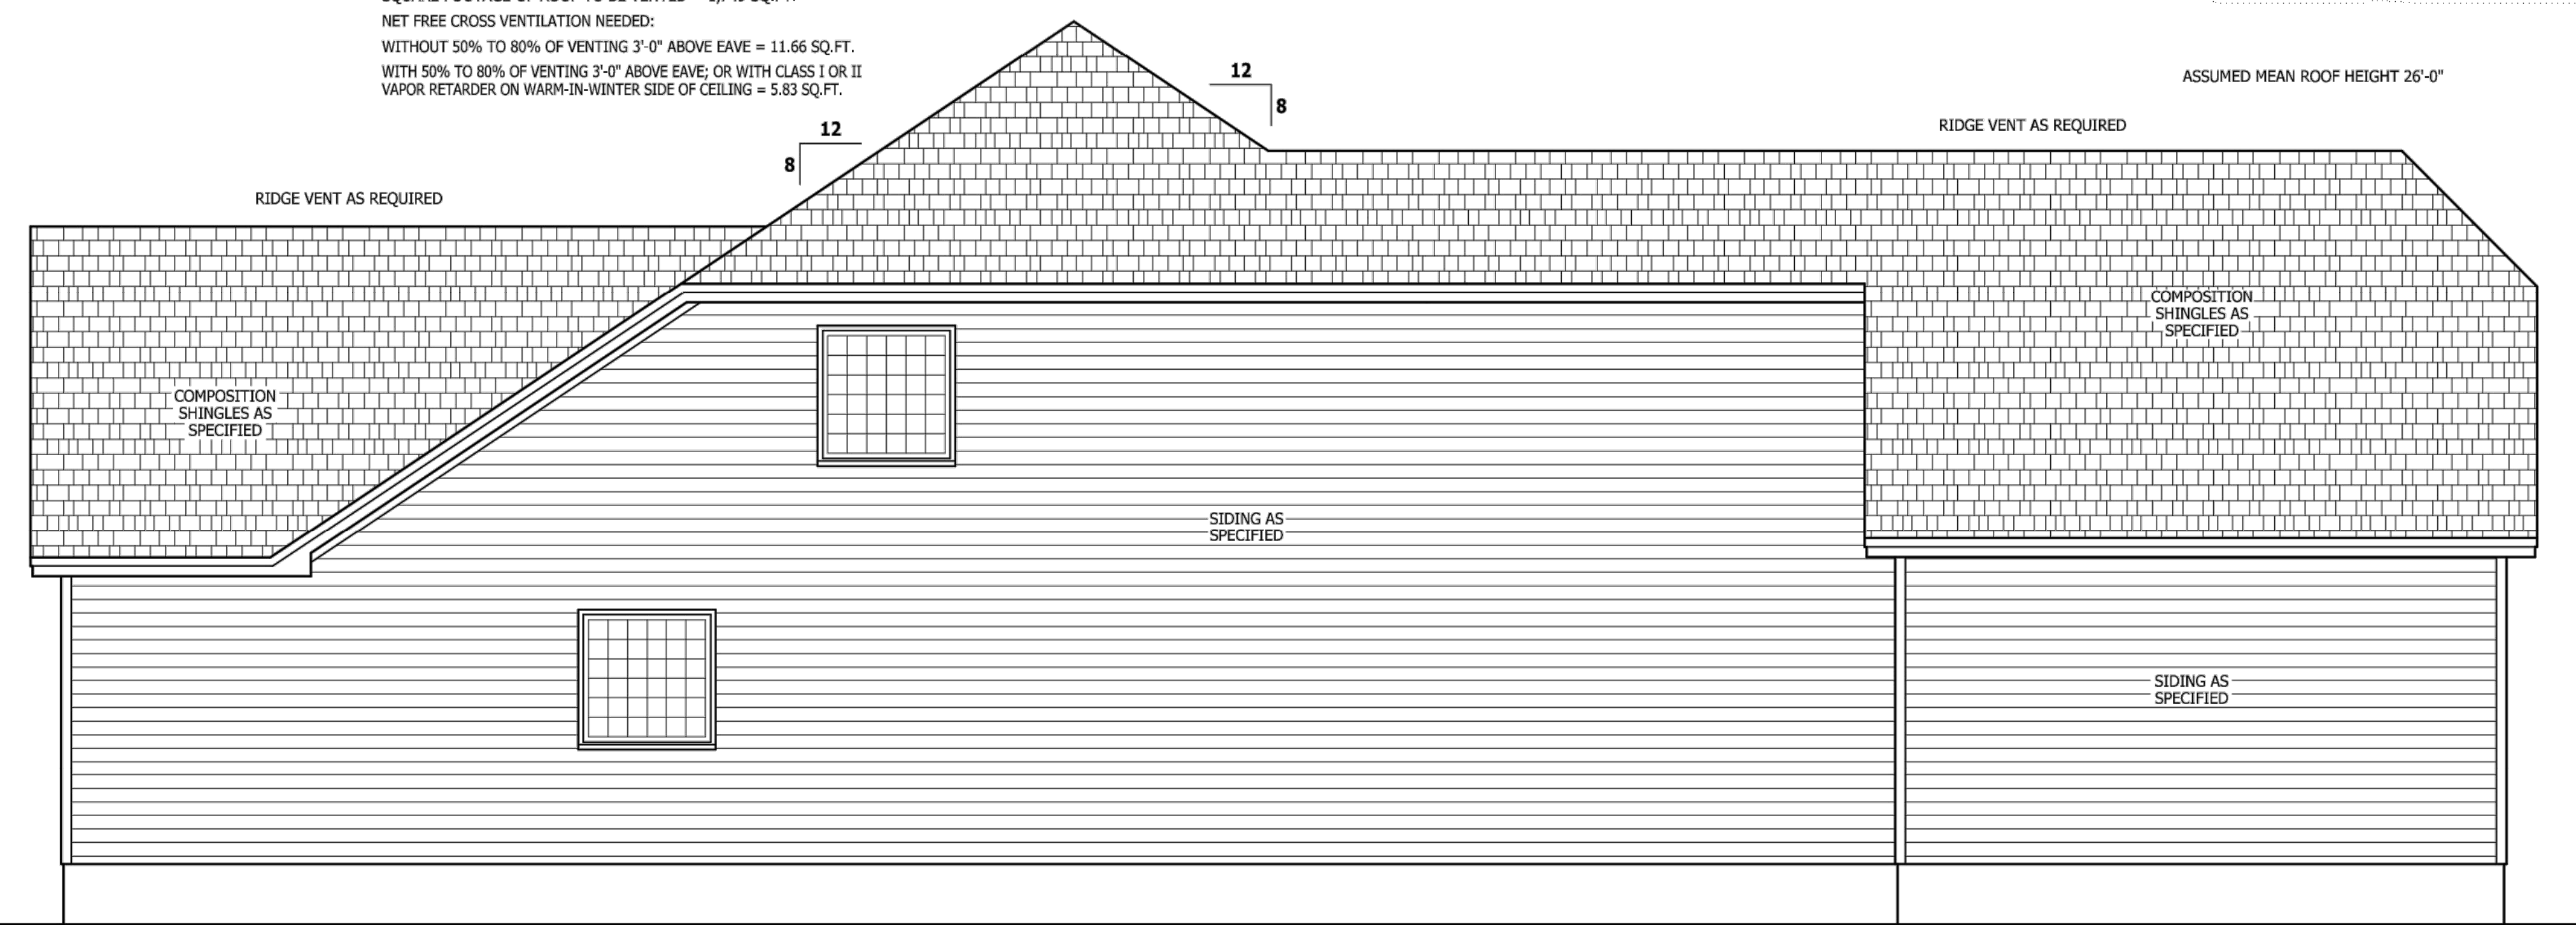 NET FREE CROSS VENTILATION NEEDED:
WITHOUT 50% TO 80% OF VENTING 3'-0" ABOVE EAVE = 11.66 SQ.FT.
WITH 50% TO 80% OF VENTING 3'-0" ABOVE EAVE; OR WITH CLASS I OR II
VAPOR RETARDER ON WARM-IN-WINTER SIDE OF CEILING = 5.83 SQ.FT.
12
8
ASSUMED MEAN ROOF HEIGHT 26'-0"
RIDGE VENT AS REQUIRED
12
8
RIDGE VENT AS REQUIRED
COMPOSITION
SHINGLES AS
SPECIFIED
COMPOSITION
SHINGLES AS
SPECIFIED
SIDING AS
SPECIFIED
SIDING AS
SPECIFIED